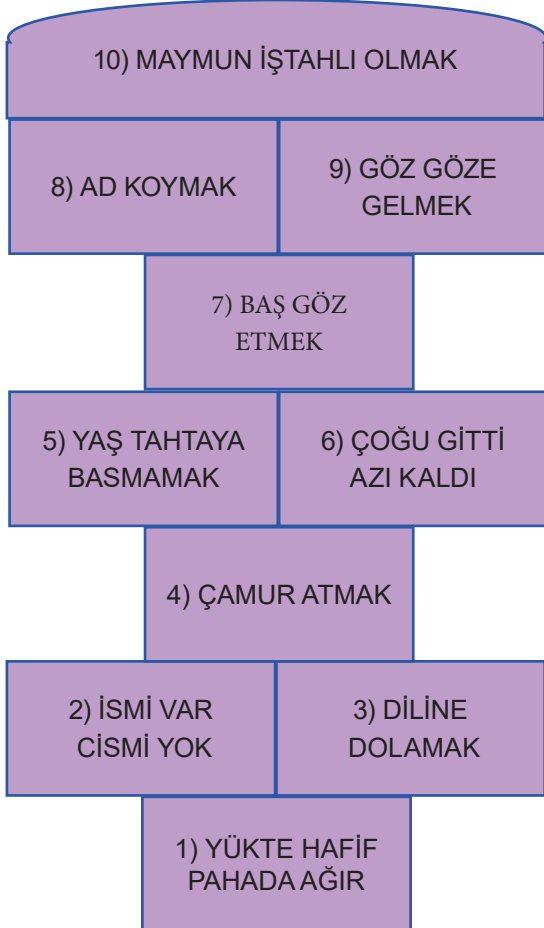 10) MAYMUN İŞTAHLI OLMAK
8) AD KOYMAK
9) GÖZ GÖZE
GELMEK
7) BAŞ GÖZ
ETMEK
5) YAŞ TAHTAYA
BASMAMAK
6) ÇOĞU GİTTİ
AZI KALDI
4) ÇAMUR ATMAK
2) İSMİ VAR
CİSMİ YOK
3) DİLİNE
DOLAMAK
1) YÜKTE HAFİF
PAHADA AĞIR